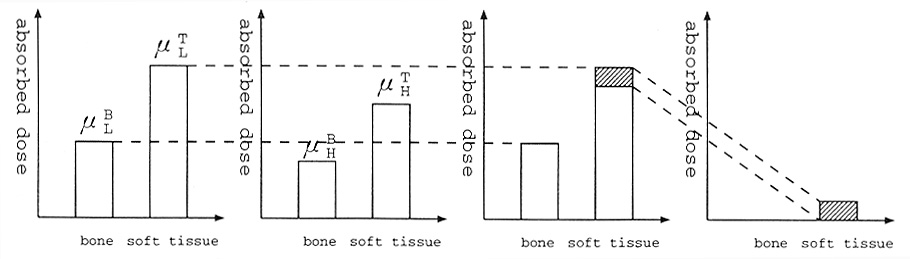 absorbed dose
μ B L
μ T L
bone soft tissue
absorbed dose
μ B H
μ T H
bone soft tissue
absorbed dose
bone soft tissue
absorbed dose
bone soft tissue